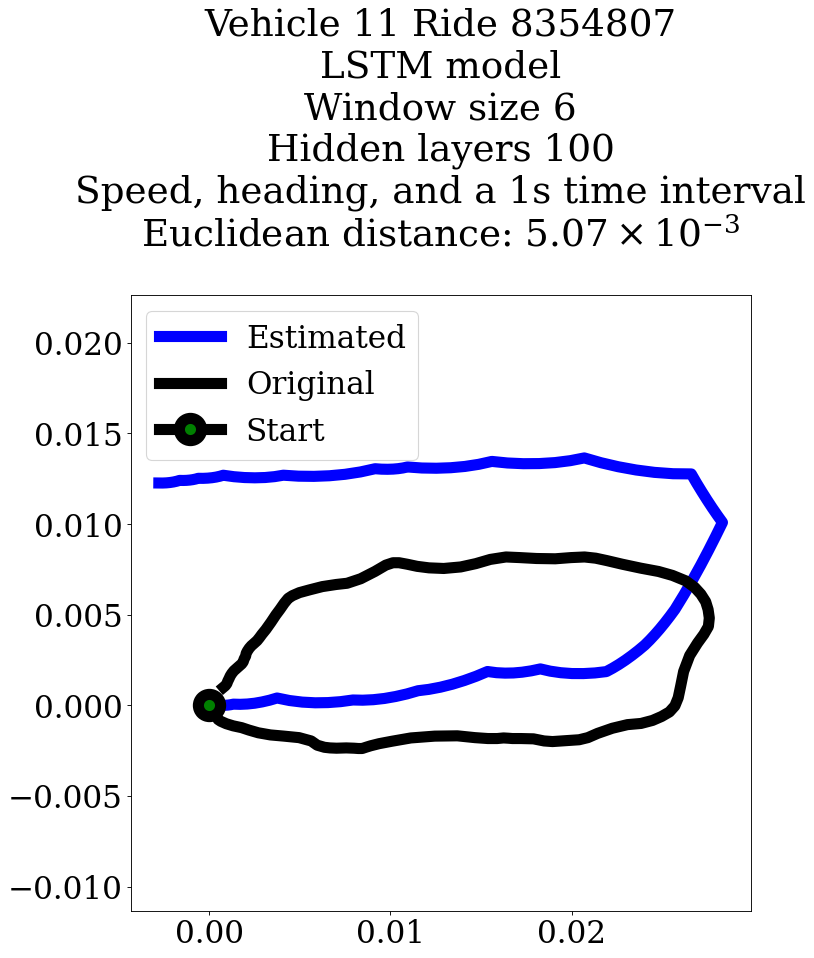 Vehicle 11 Ride 8354807
LSTM model
Window size 6
Hidden layers 100
Speed, heading, and a 1s time interval
Euclidean distance: 5.07 × 10⁻³
Estimated
Original
Start
0.020
0.015
0.010
0.005
0.000
−0.005
−0.010
0.00 0.01 0.02